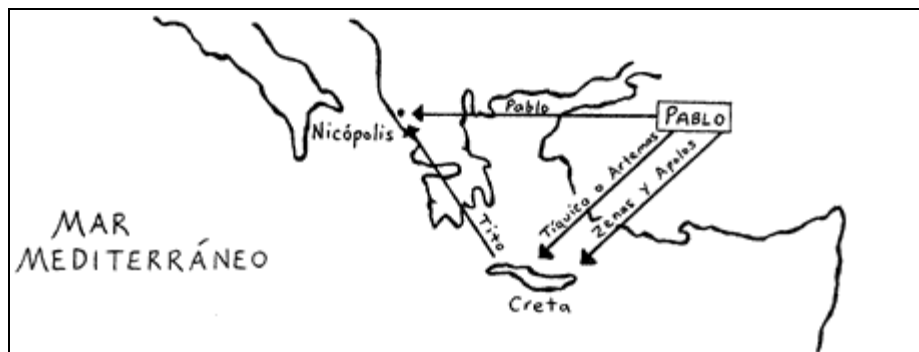 Pablo
PABLO
Nicópolis
Tíquico o Artemas
Zenas y Apolos
Tito
MAR
MEDITERRÁNEO
Creta